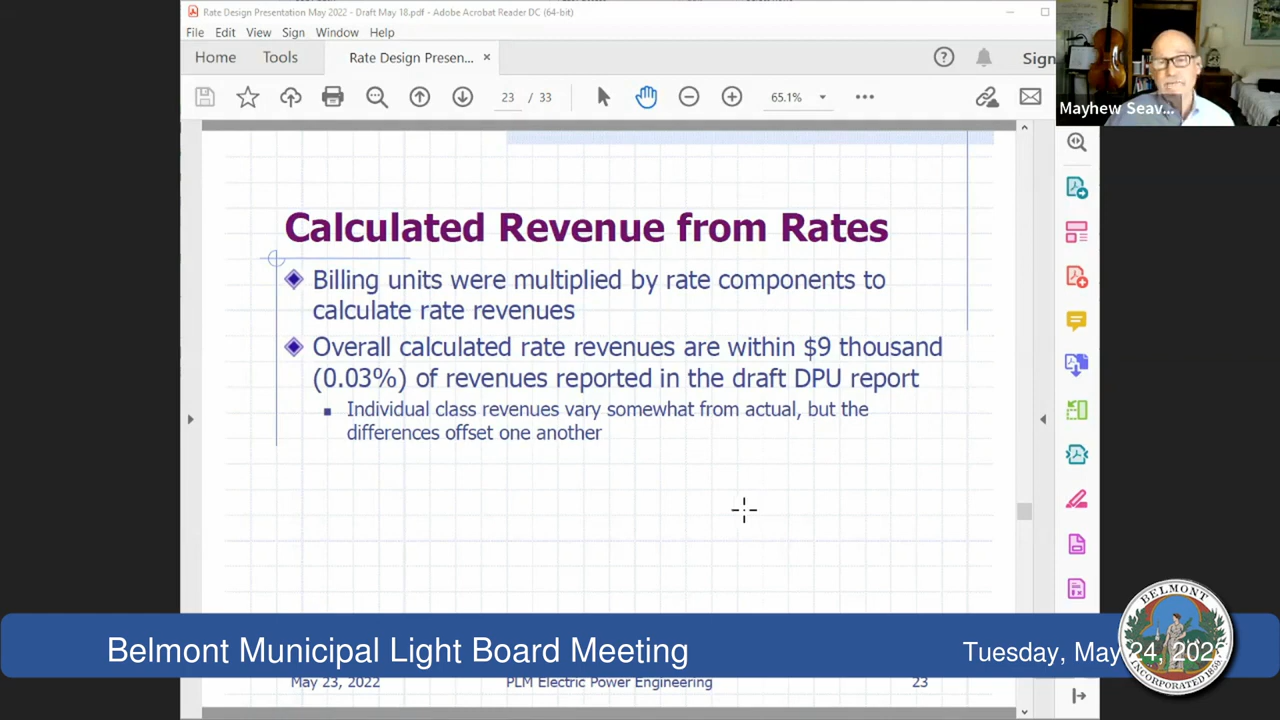 Rate Design Presentation May 2022 - Draft May 18.pdf - Adobe Acrobat Reader DC (64-bit)
File Edit View Sign Window Help
Home Tools Rate Design Presen... × Sign
23 / 33 65.1%
Mayhew Seav...
Calculated Revenue from Rates
Billing units were multiplied by rate components to
calculate rate revenues
Overall calculated rate revenues are within $9 thousand
(0.03%) of revenues reported in the draft DPU report
Individual class revenues vary somewhat from actual, but the
differences offset one another
Belmont Municipal Light Board Meeting
Tuesday, May 24, 202
BELMONT
INCORPORATED 1859
May 23, 2022 PLM Electric Power Engineering 23